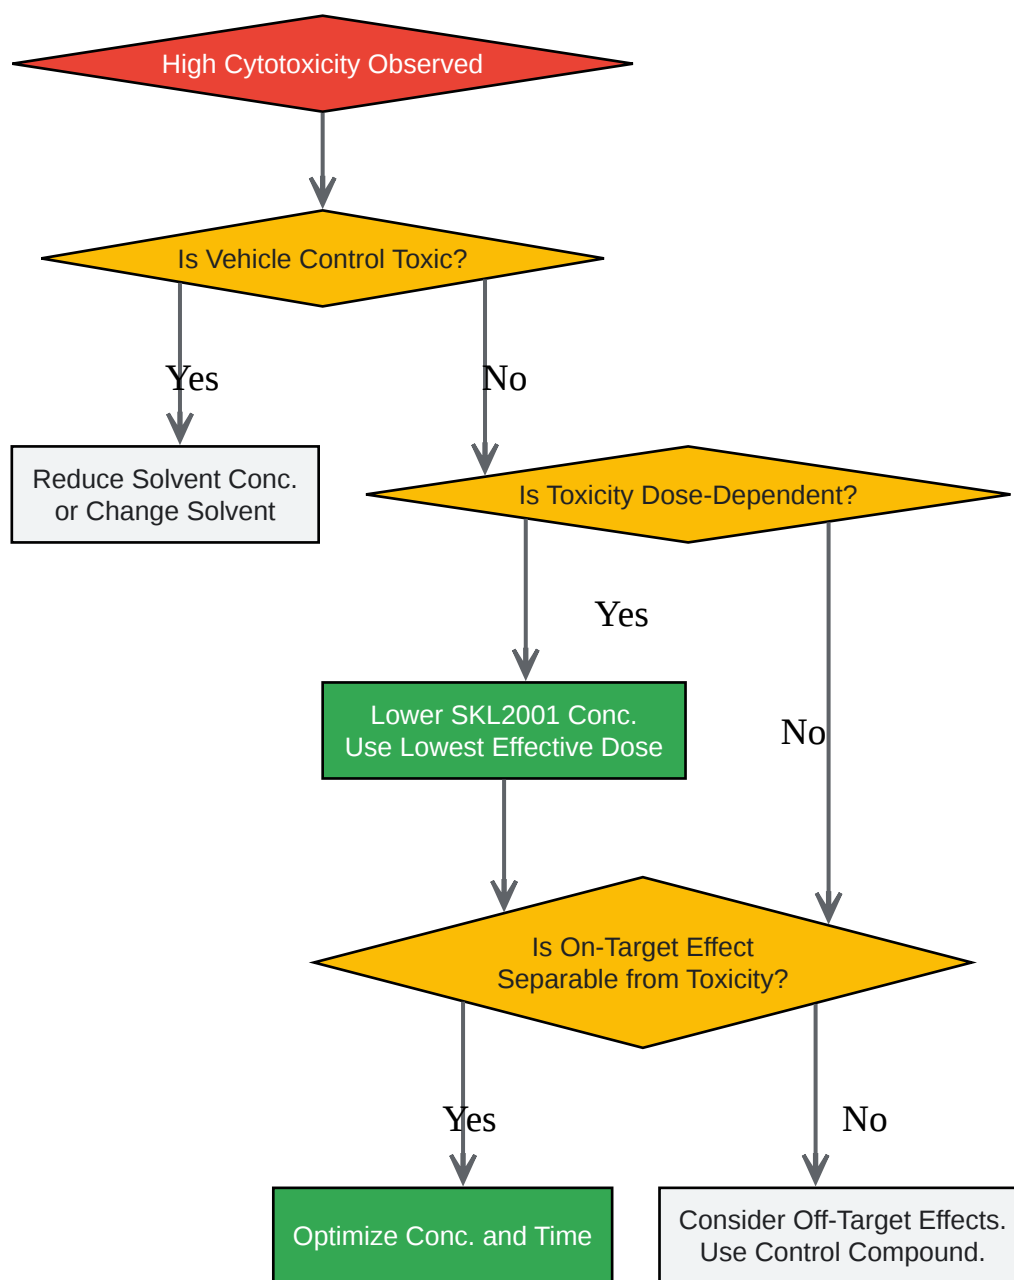 High Cytotoxicity Observed
Is Vehicle Control Toxic?
Yes
No
Reduce Solvent Conc.
or Change Solvent
Is Toxicity Dose-Dependent?
Yes
Lower SKL2001 Conc.
Use Lowest Effective Dose
No
Is On-Target Effect
Separable from Toxicity?
Yes
No
Optimize Conc. and Time
Consider Off-Target Effects.
Use Control Compound.